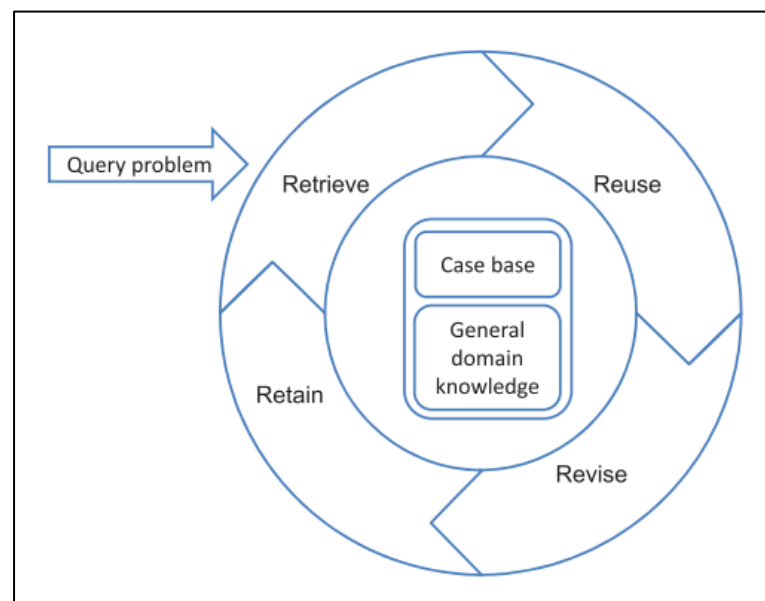 Query problem
Retrieve
Reuse
Case base
General
domain
knowledge
Retain
Revise